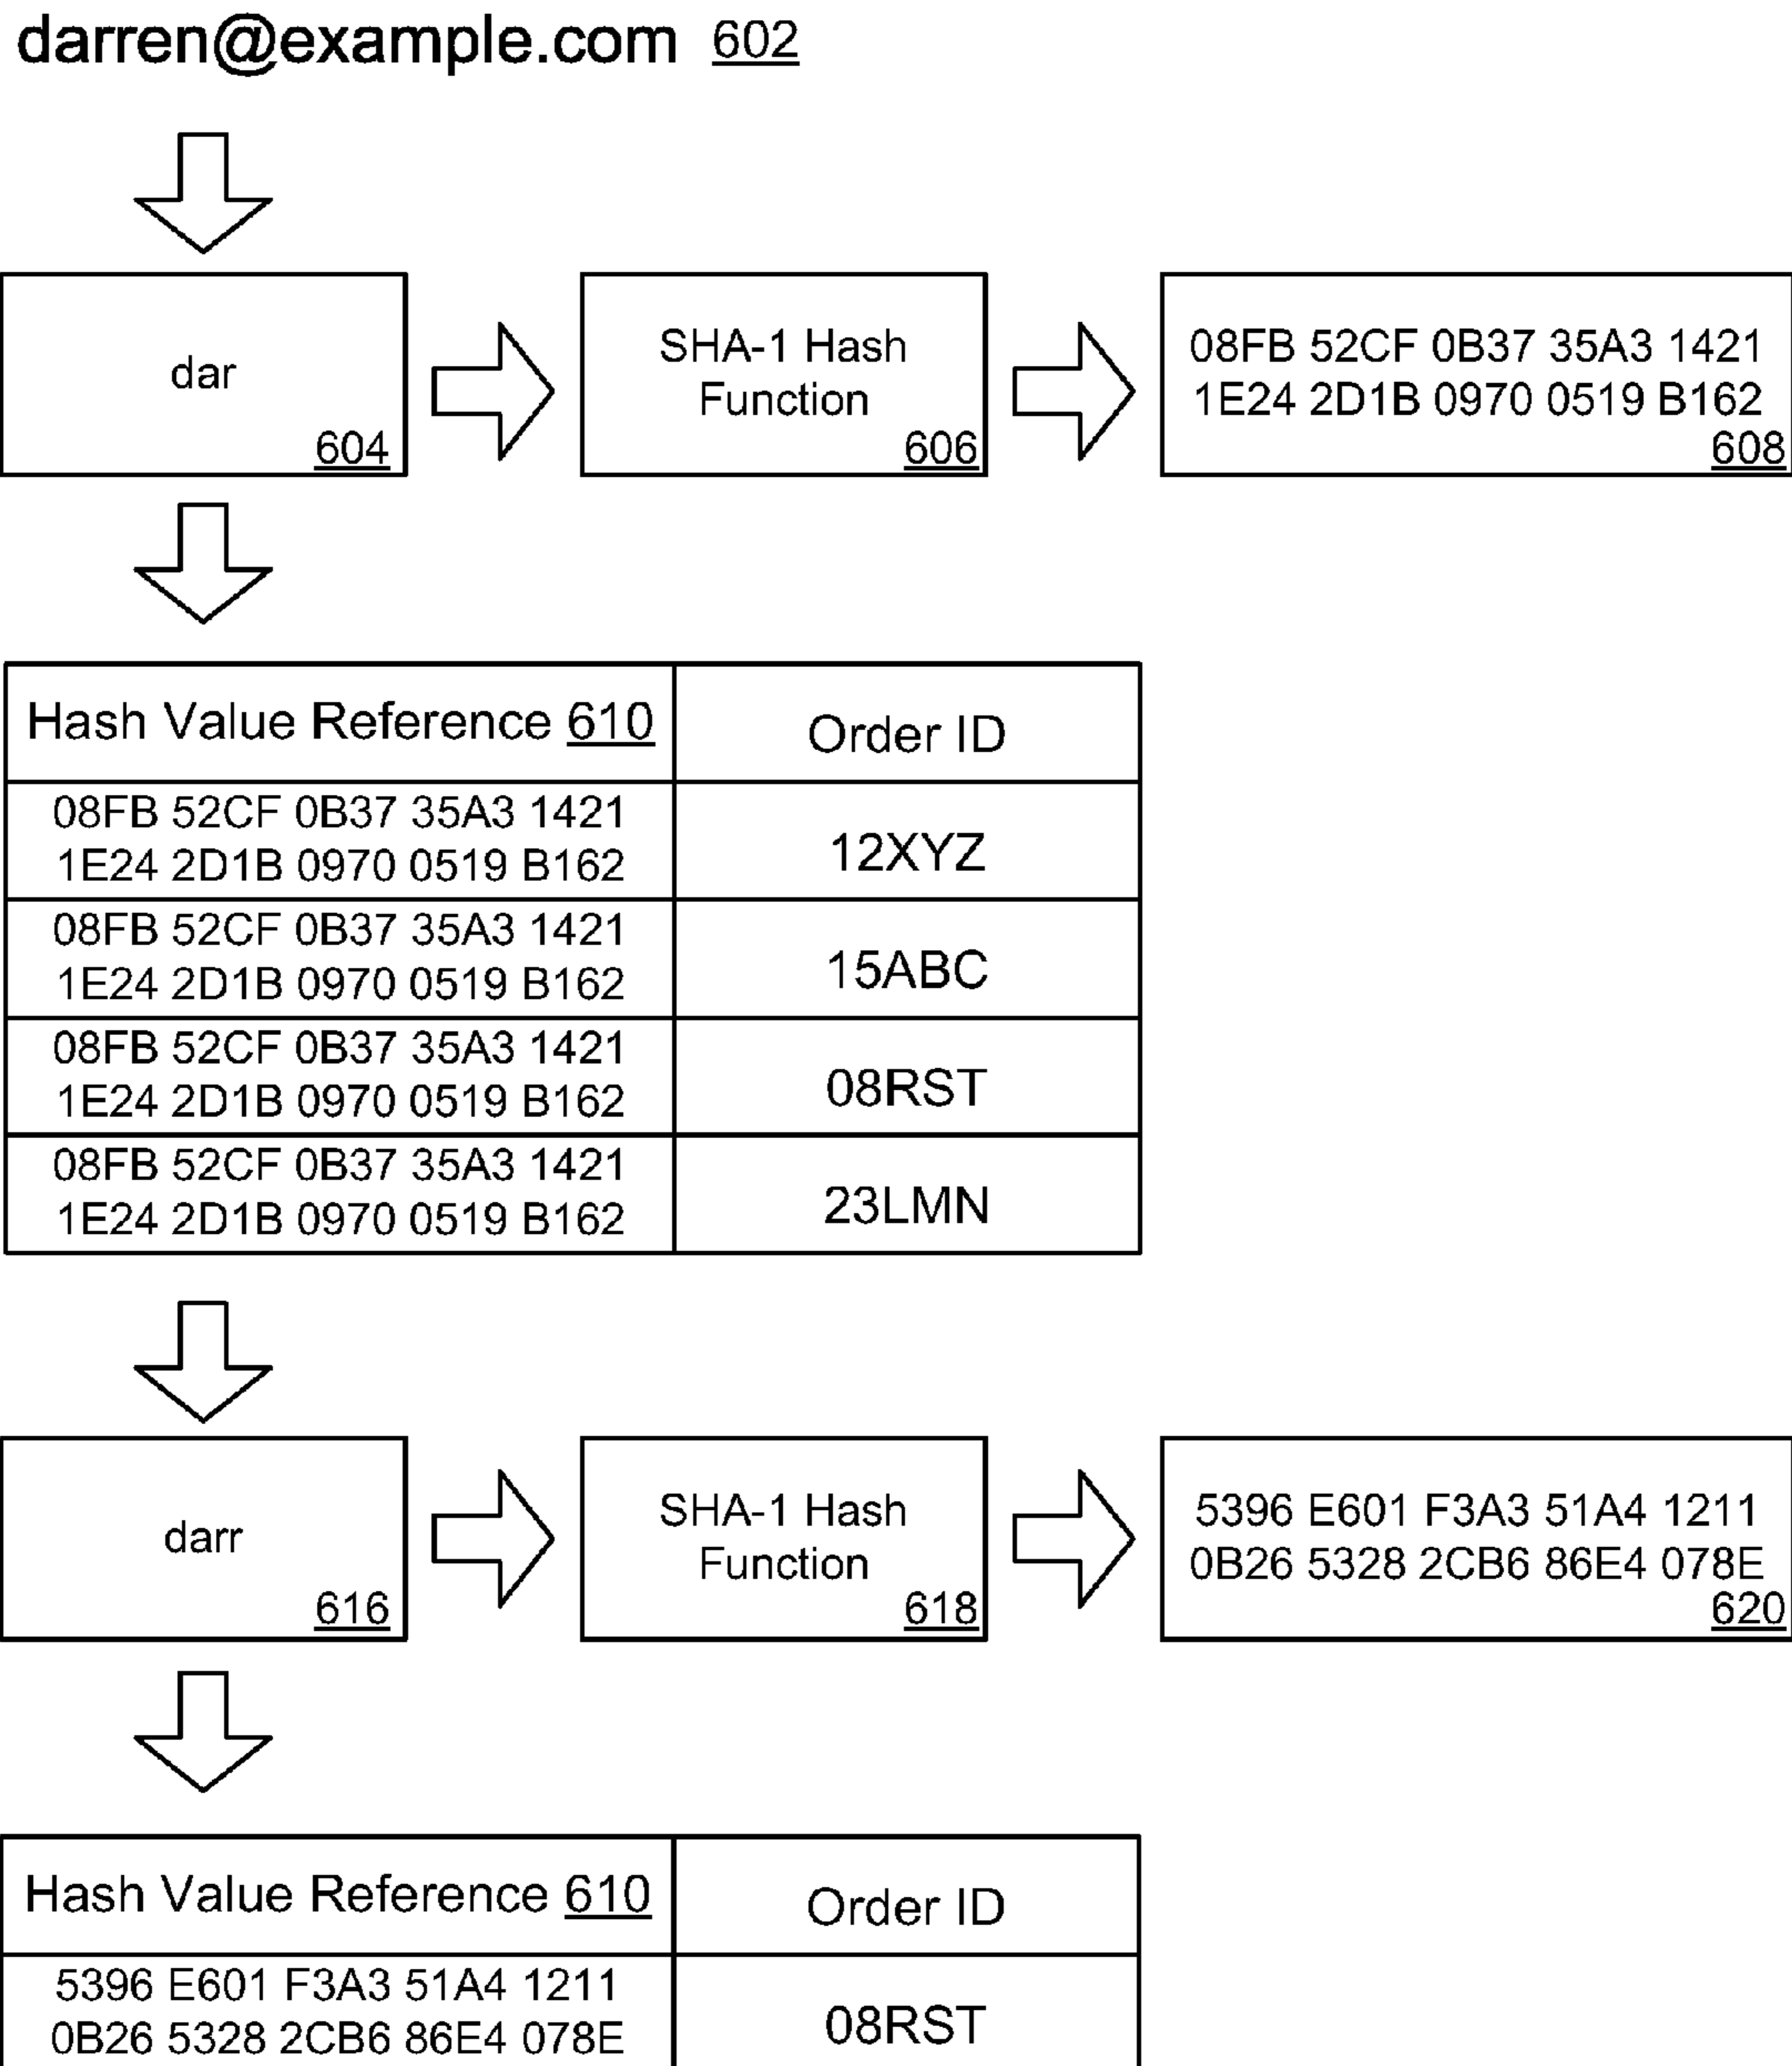 darren@example.com 602
dar
604
SHA-1 Hash
Function
606
08FB 52CF 0B37 35A3 1421
1E24 2D1B 0970 0519 B162
608
Hash Value Reference 610
Order ID
08FB 52CF 0B37 35A3 1421
1E24 2D1B 0970 0519 B162
12XYZ
08FB 52CF 0B37 35A3 1421
1E24 2D1B 0970 0519 B162
15ABC
08FB 52CF 0B37 35A3 1421
1E24 2D1B 0970 0519 B162
08RST
08FB 52CF 0B37 35A3 1421
1E24 2D1B 0970 0519 B162
23LMN
darr
616
SHA-1 Hash
Function
618
5396 E601 F3A3 51A4 1211
0B26 5328 2CB6 86E4 078E
620
Hash Value Reference 610
Order ID
5396 E601 F3A3 51A4 1211
0B26 5328 2CB6 86E4 078E
08RST